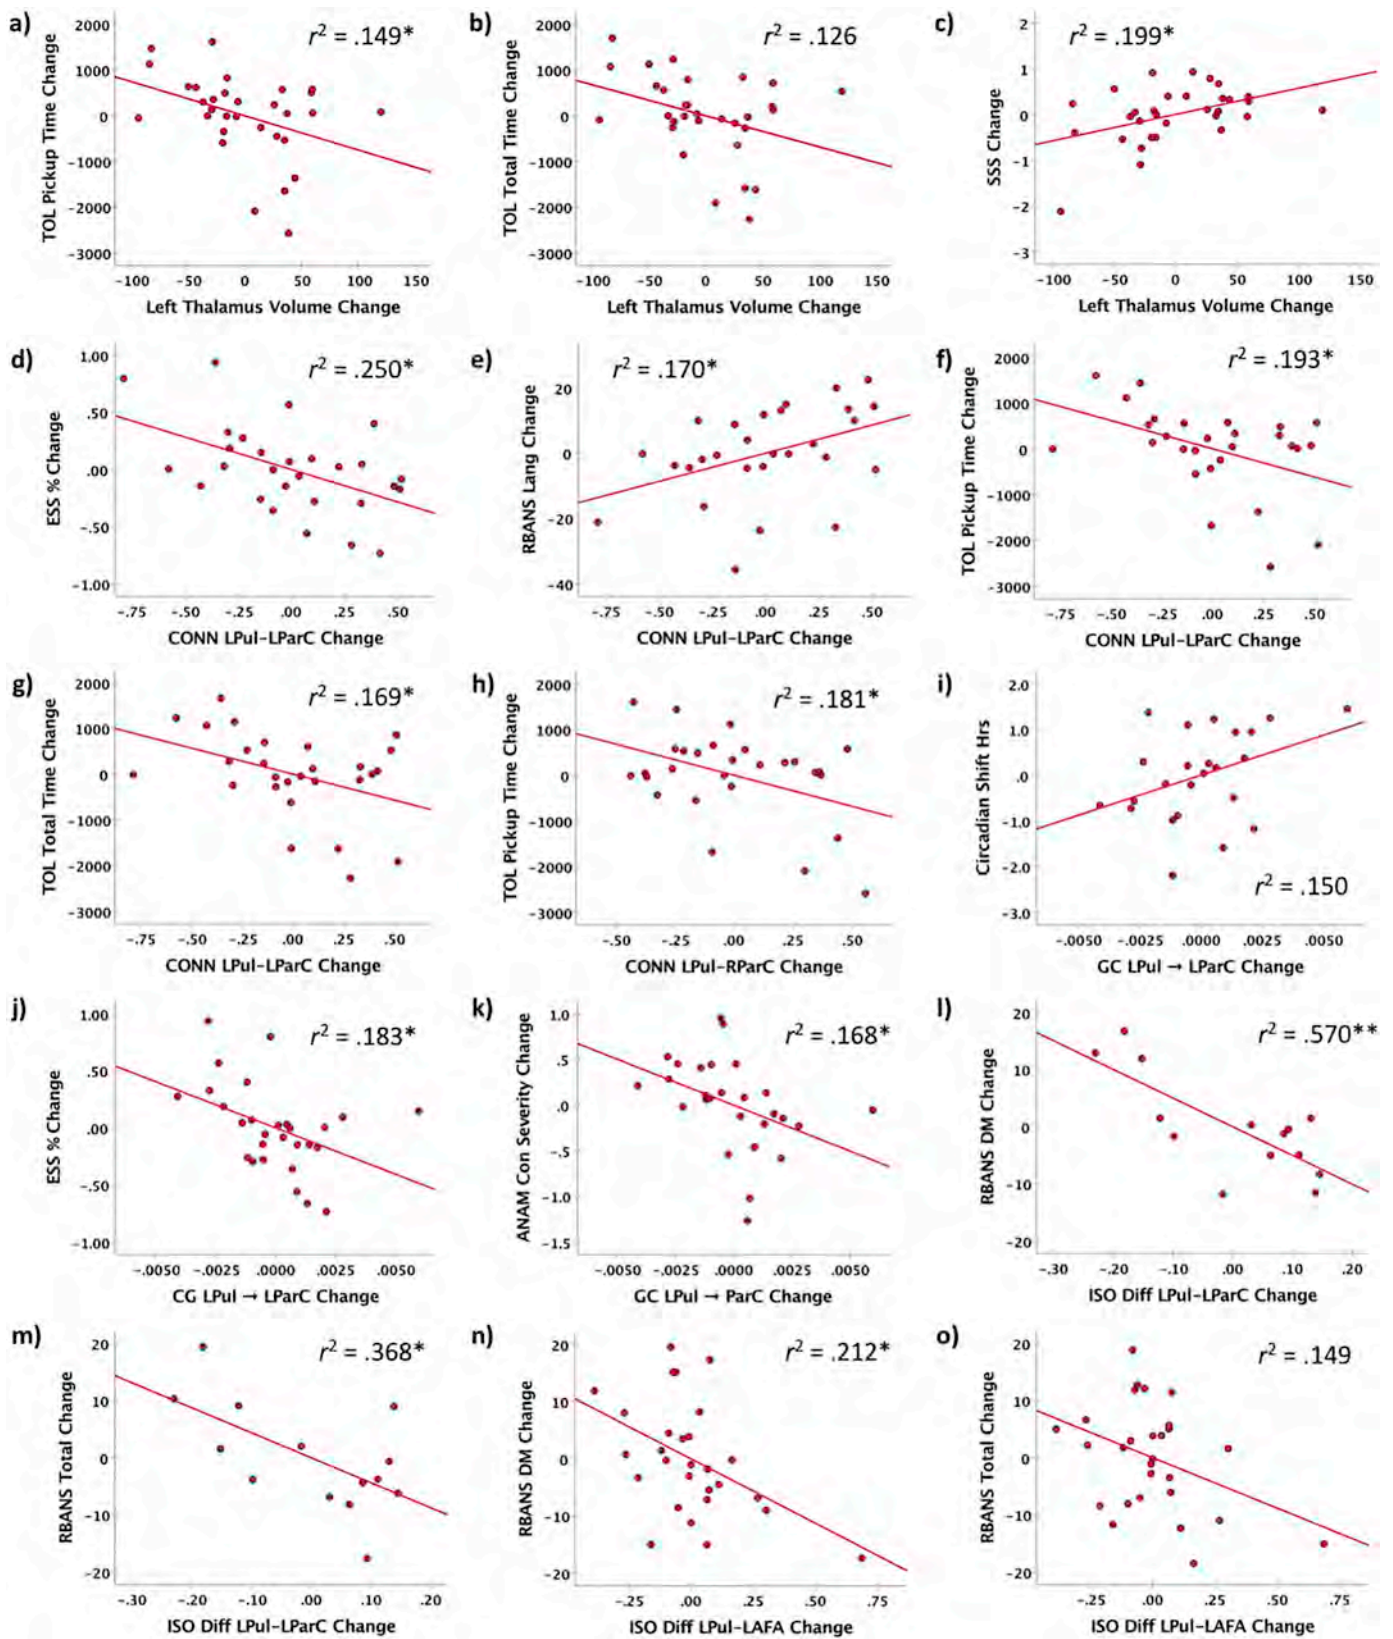 a)
r² = .149*
TOL Pickup Time Change
2000
1000
0
−1000
−2000
−3000
−100 −50 0 50 100 150
Left Thalamus Volume Change
b)
r² = .126
TOL Total Time Change
2000
1000
0
−1000
−2000
−3000
−100 −50 0 50 100 150
Left Thalamus Volume Change
c)
r² = .199*
SSS Change
2
1
0
−1
−2
−3
−100 −50 0 50 100 150
Left Thalamus Volume Change
d)
r² = .250*
ESS % Change
1.00
.50
.00
−.50
−1.00
−.75 −.50 −.25 .00 .25 .50
CONN LPul–LParC Change
e)
r² = .170*
RBANS Lang Change
20
0
−20
−40
−.75 −.50 −.25 .00 .25 .50
CONN LPul–LParC Change
f)
r² = .193*
TOL Pickup Time Change
2000
1000
0
−1000
−2000
−3000
−.75 −.50 −.25 .00 .25 .50
CONN LPul–LParC Change
g)
r² = .169*
TOL Total Time Change
2000
1000
0
−1000
−2000
−3000
−.75 −.50 −.25 .00 .25 .50
CONN LPul–LParC Change
h)
r² = .181*
TOL Pickup Time Change
2000
1000
0
−1000
−2000
−3000
−.50 −.25 .00 .25 .50
CONN LPul–RParC Change
i)
Circadian Shift Hrs
2.0
1.0
.0
−1.0
−2.0
−3.0
r² = .150
−.0050 −.0025 .0000 .0025 .0050
GC LPul → LParC Change
j)
r² = .183*
ESS % Change
1.00
.50
.00
−.50
−1.00
−.0050 −.0025 .0000 .0025 .0050
CG LPul → LParC Change
k)
r² = .168*
ANAM Con Severity Change
1.0
.5
.0
−.5
−1.0
−1.5
−.0050 −.0025 .0000 .0025 .0050
GC LPul → ParC Change
l)
r² = .570**
RBANS DM Change
20
10
0
−10
−20
−.30 −.20 −.10 .00 .10 .20
ISO Diff LPul–LParC Change
m)
r² = .368*
RBANS Total Change
20
10
0
−10
−20
−.30 −.20 −.10 .00 .10 .20
ISO Diff LPul–LParC Change
n)
r² = .212*
RBANS DM Change
20
10
0
−10
−20
−.25 .00 .25 .50 .75
ISO Diff LPul–LAFA Change
o)
r² = .149
RBANS Total Change
20
10
0
−10
−20
−.25 .00 .25 .50 .75
ISO Diff LPul–LAFA Change